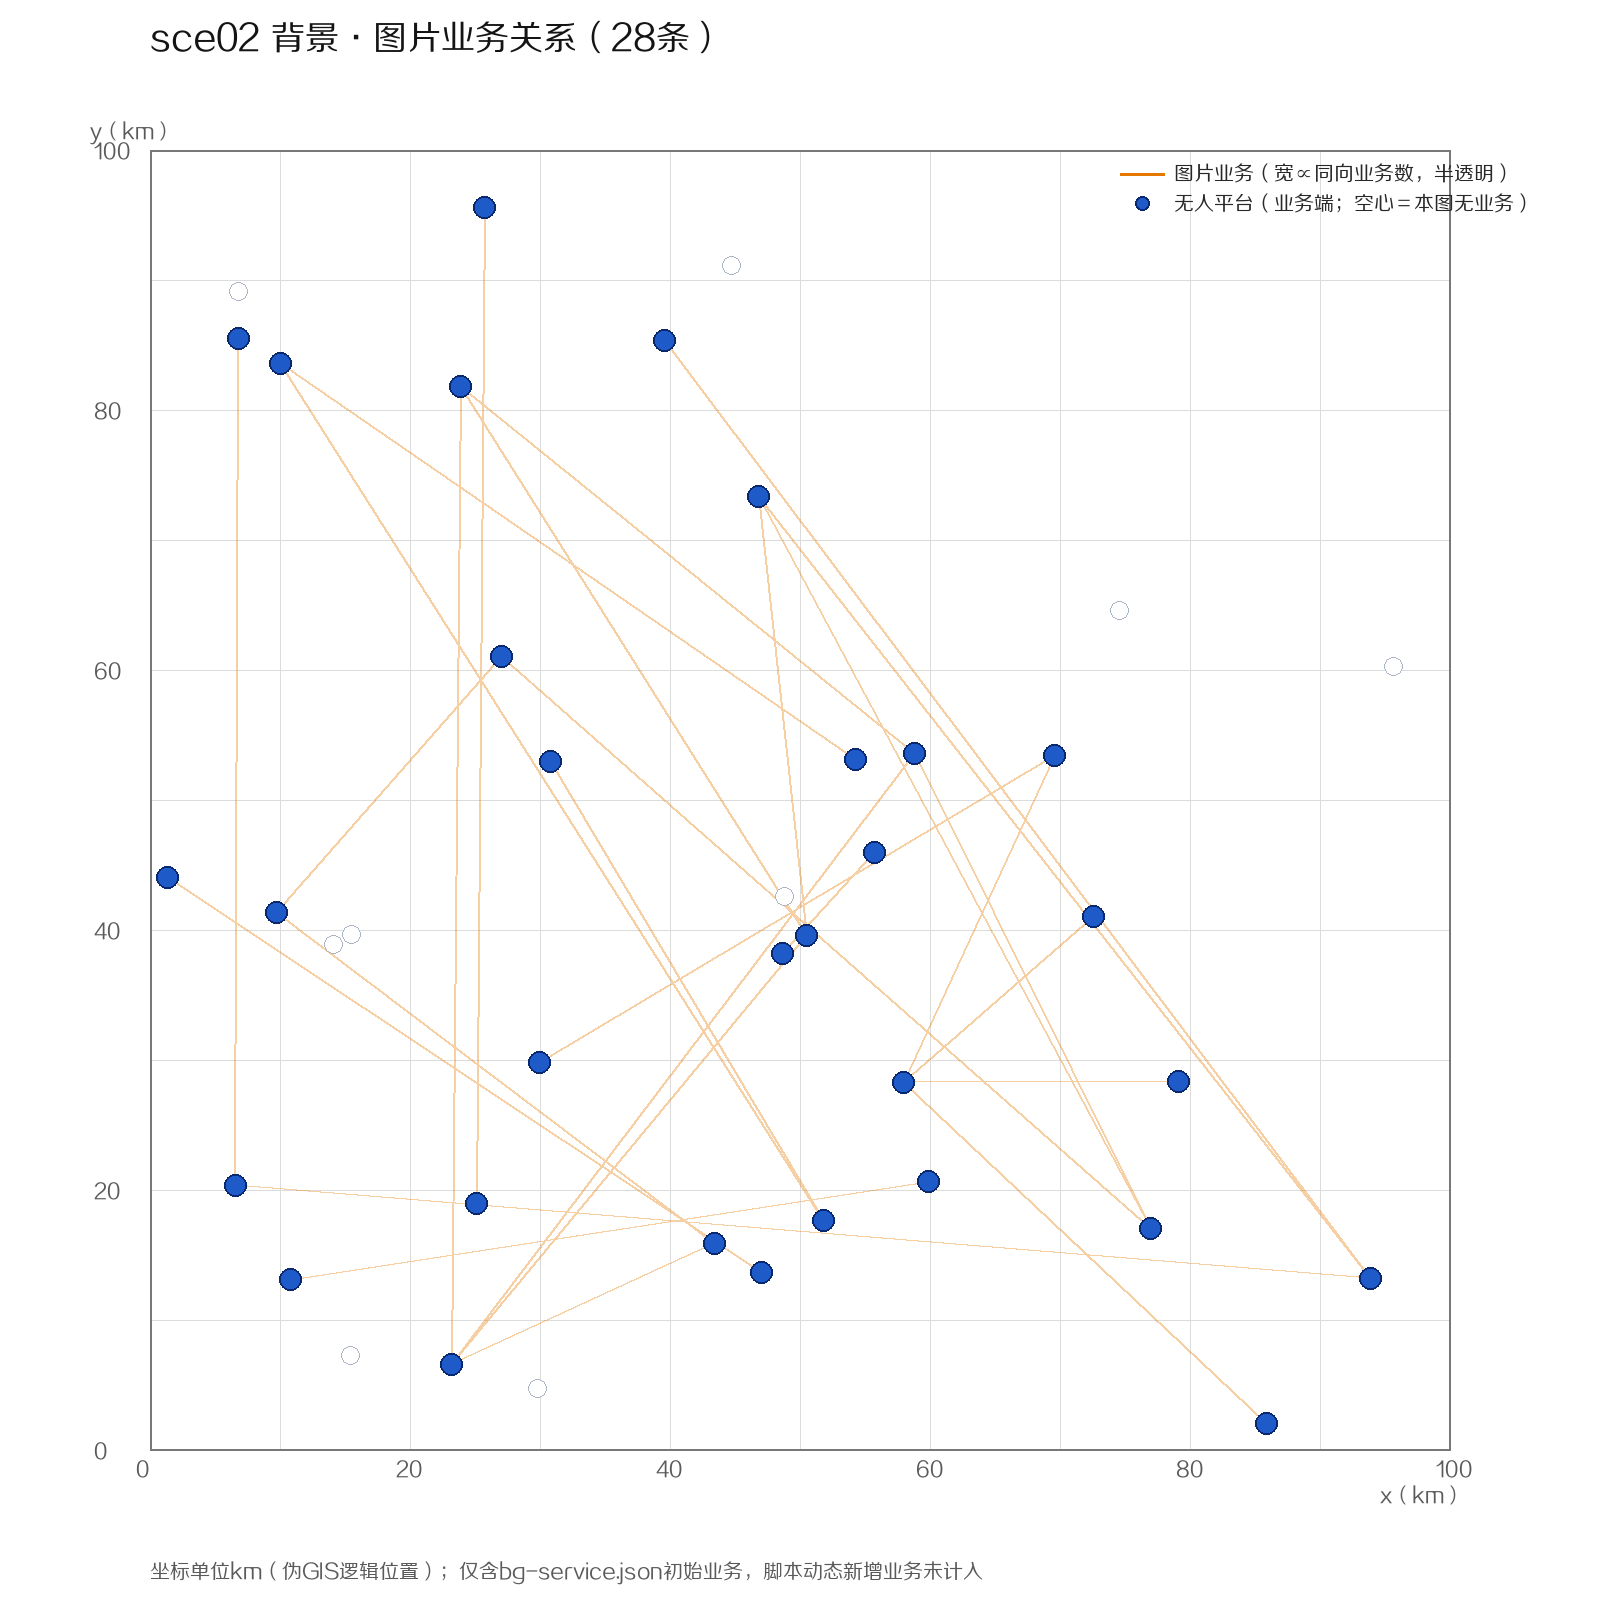 sce02 背景·图片业务关系（28条）
y（km）
100
图片业务（宽∝同向业务数，半透明）
无人平台（业务端；空心＝本图无业务）
80
60
40
20
0
0 20 40 60 80 100
x（km）
坐标单位km（伪GIS逻辑位置）；仅含bg-service.json初始业务，脚本动态新增业务未计入